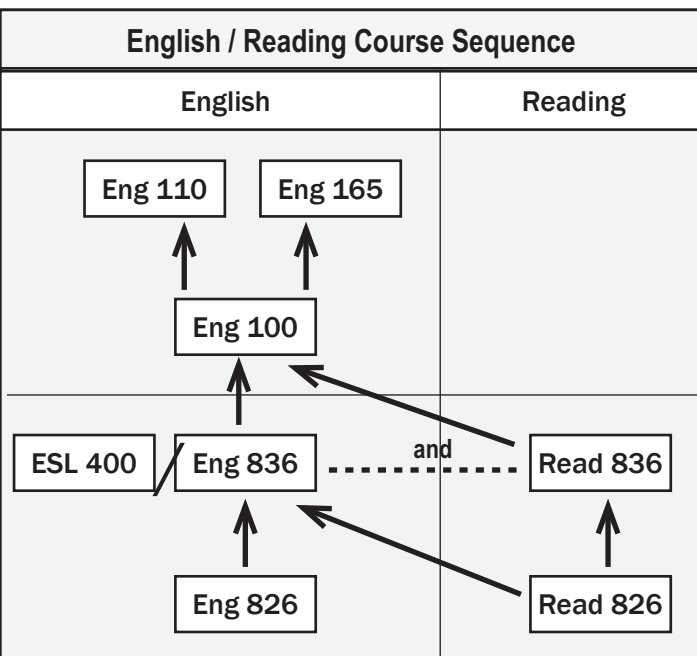 English / Reading Course Sequence
English Reading
Eng 110 Eng 165
Eng 100
and
ESL 400 / Eng 836 Read 836
Eng 826 Read 826